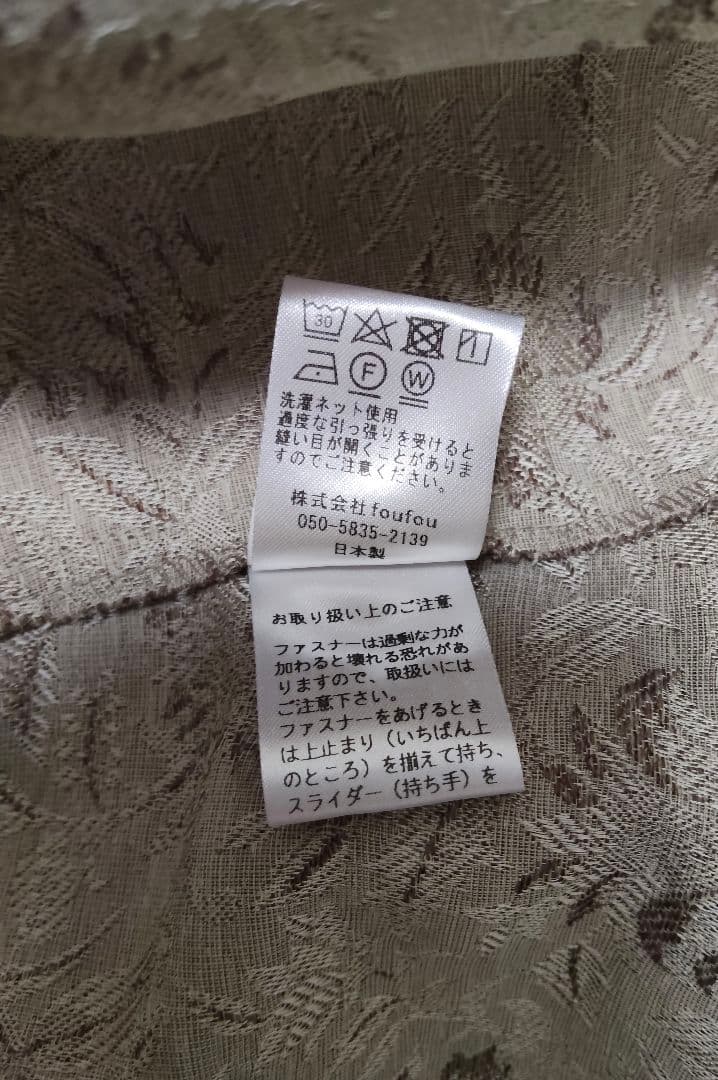 30
F W
洗濯ネット使用
過度な引っ張りを受けると
縫い目が開くことがありま
すのでご注意ください。
株式会社foufou
050-5835-2139
日本製
お取り扱い上のご注意
ファスナーは過剰な力が
加わると壊れる恐れがあ
りますので、取扱いには
ご注意下さい。
ファスナーをあげるとき
は上止まり（いちばん上
のところ）を揃えて持ち、
スライダー（持ち手）を